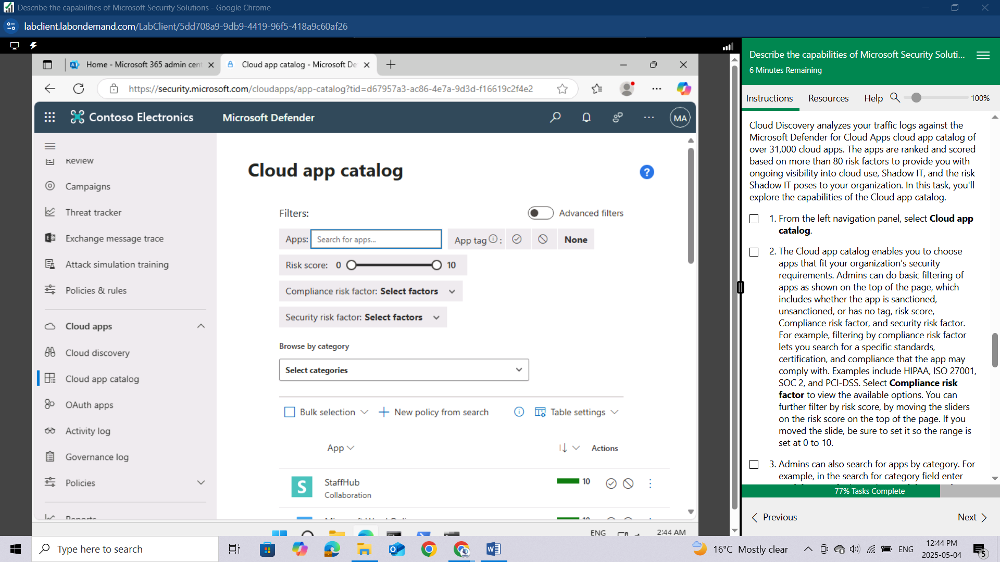 Describe the capabilities of Microsoft Security Solutions - Google Chrome
labclient.labondemand.com/LabClient/5dd708a9-9db9-4419-96f5-418a9c60af26
Home - Microsoft 365 admin cent
Cloud app catalog - Microsoft De
https://security.microsoft.com/cloudapps/app-catalog?tid=d67957a3-ac86-4e7a-9d3d-f16619c2f4e2
Contoso Electronics
Microsoft Defender
MA
Review
Campaigns
Threat tracker
Exchange message trace
Attack simulation training
Policies & rules
Cloud apps
Cloud discovery
Cloud app catalog
OAuth apps
Activity log
Governance log
Policies
Reports
Cloud app catalog
Filters:
Advanced filters
Apps: Search for apps...
App tag :
None
Risk score: 0 10
Compliance risk factor: Select factors
Security risk factor: Select factors
Browse by category
Select categories
Bulk selection
New policy from search
Table settings
App
Actions
StaffHub
10
Collaboration
10
ENG
2:44 AM
Describe the capabilities of Microsoft Security Soluti...
6 Minutes Remaining
Instructions
Resources
Help
100%
Cloud Discovery analyzes your traffic logs against the
Microsoft Defender for Cloud Apps cloud app catalog of
over 31,000 cloud apps. The apps are ranked and scored
based on more than 80 risk factors to provide you with
ongoing visibility into cloud use, Shadow IT, and the risk
Shadow IT poses to your organization. In this task, you'll
explore the capabilities of the Cloud app catalog.
1. From the left navigation panel, select Cloud app
catalog.
2. The Cloud app catalog enables you to choose
apps that fit your organization's security
requirements. Admins can do basic filtering of
apps as shown on the top of the page, which
includes whether the app is sanctioned,
unsanctioned, or has no tag, risk score,
Compliance risk factor, and security risk factor.
For example, filtering by compliance risk factor
lets you search for a specific standards,
certification, and compliance that the app may
comply with. Examples include HIPAA, ISO 27001,
SOC 2, and PCI-DSS. Select Compliance risk
factor to view the available options. You can
further filter by risk score, by moving the sliders
on the risk score on the top of the page. If you
moved the slide, be sure to set it so the range is
set at 0 to 10.
3. Admins can also search for apps by category. For
example, in the search for category field enter
77% Tasks Complete
Previous
Next
Type here to search
16°C Mostly clear
ENG
12:44 PM
2025-05-04
5